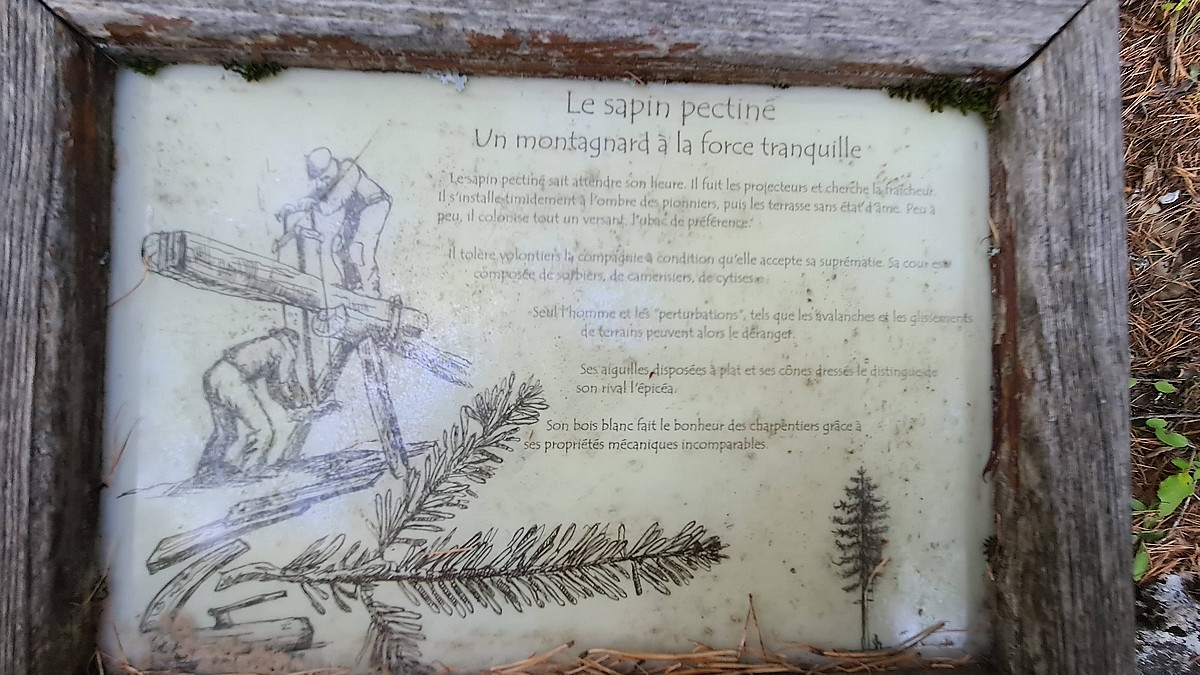 Le sapin pectiné
Un montagnard à la force tranquille
Le sapin pectiné sait attendre son heure. Il fuit les projecteurs et cherche la fraîcheur.
Il s'installe timidement à l'ombre des pionniers, puis les terrasse sans état d'âme. Peu à
peu, il colonise tout un versant, l'ubac de préférence.
Il tolère volontiers la compagnie à condition qu'elle accepte sa suprématie. Sa cour est
composée de sorbiers, de camerisiers, de cytises...
Seul l'homme et les "perturbations", tels que les avalanches et les glissements
de terrains peuvent alors le déranger.
Ses aiguilles disposées à plat et ses cônes dressés le distingue de
son rival l'épicéa.
Son bois blanc fait le bonheur des charpentiers grâce à
ses propriétés mécaniques incomparables.